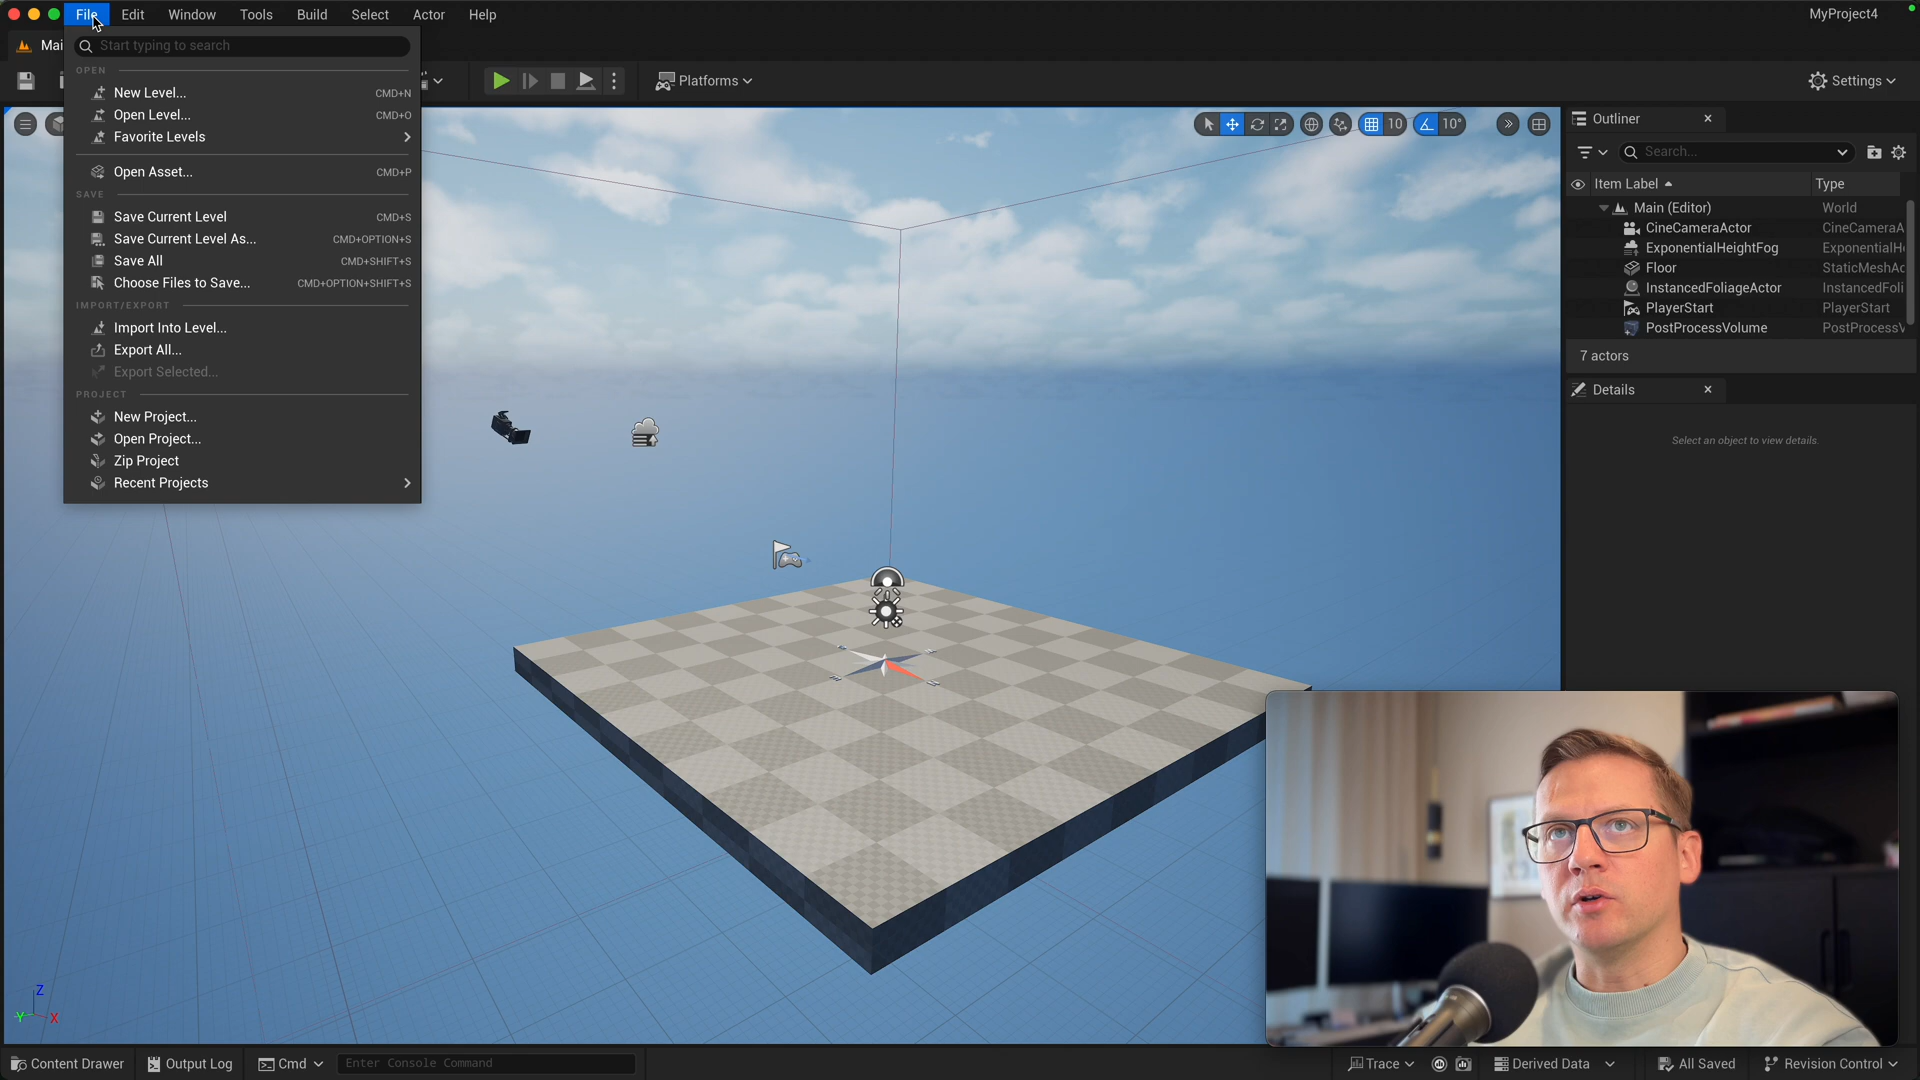 File Edit Window Tools Build Select Actor Help
MyProject4
Mai
Start typing to search
OPEN
New Level... CMD+N
Open Level... CMD+O
Favorite Levels
Open Asset... CMD+P
SAVE
Save Current Level CMD+S
Save Current Level As... CMD+OPTION+S
Save All CMD+SHIFT+S
Choose Files to Save... CMD+OPTION+SHIFT+S
IMPORT/EXPORT
Import Into Level...
Export All...
Export Selected...
PROJECT
New Project...
Open Project...
Zip Project
Recent Projects
Platforms
Settings
10
10°
Outliner
Search...
Item Label Type
Main (Editor) World
CineCameraActor CineCameraA
ExponentialHeightFog ExponentialHe
Floor StaticMeshAc
InstancedFoliageActor InstancedFoli
PlayerStart PlayerStart
PostProcessVolume PostProcessV
7 actors
Details
Select an object to view details.
Z
Y X
Content Drawer Output Log Cmd Enter Console Command
Trace Derived Data All Saved Revision Control